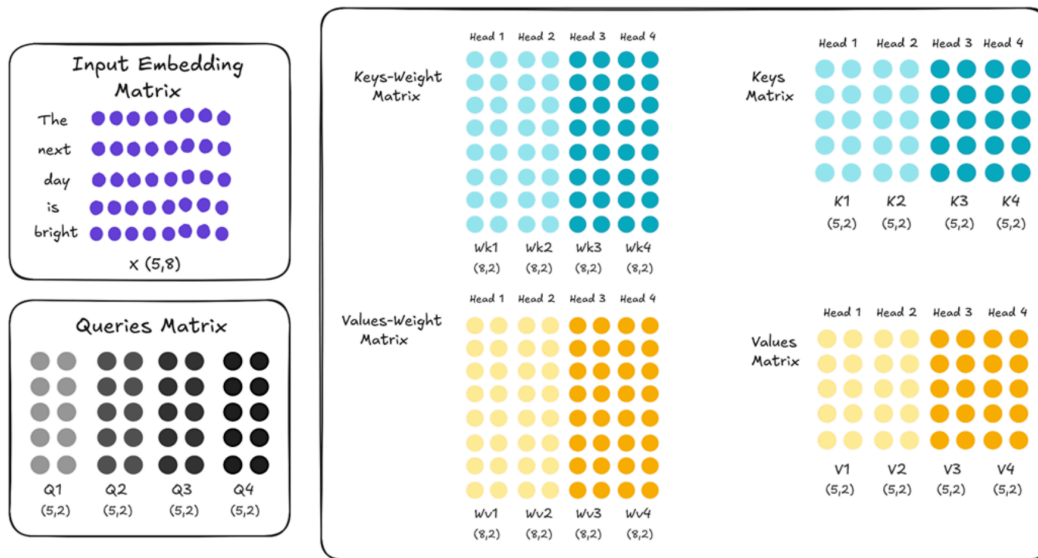 Input Embedding
Matrix
The
next
day
is
bright
X (5,8)
Queries Matrix
Q1 Q2 Q3 Q4
(5,2) (5,2) (5,2) (5,2)
Head 1 Head 2 Head 3 Head 4
Keys-Weight
Matrix
Wk1 Wk2 Wk3 Wk4
(8,2) (8,2) (8,2) (8,2)
Head 1 Head 2 Head 3 Head 4
Keys
Matrix
K1 K2 K3 K4
(5,2) (5,2) (5,2) (5,2)
Head 1 Head 2 Head 3 Head 4
Values-Weight
Matrix
Wv1 Wv2 Wv3 Wv4
(8,2) (8,2) (8,2) (8,2)
Head 1 Head 2 Head 3 Head 4
Values
Matrix
V1 V2 V3 V4
(5,2) (5,2) (5,2) (5,2)